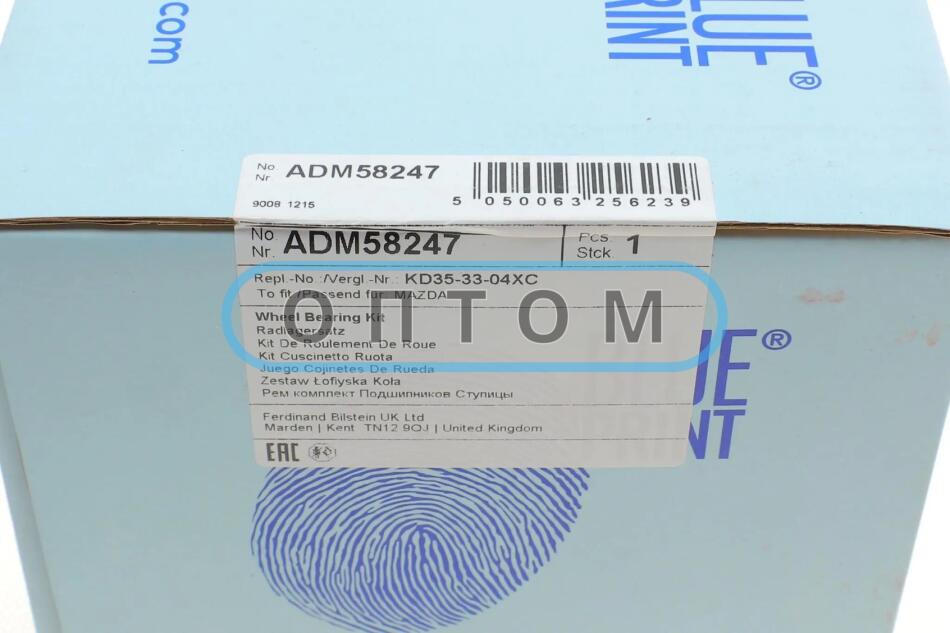 .com
BLUE®
PRINT
No
Nr ADM58247
9008 1215
5 050063 256239
No.
Nr. ADM58247
Pcs.
Stck. 1
Repl.-No.:/Vergl.-Nr.: KD35-33-04XC
To fit /Passend für: MAZDA
ОПТОМ
Wheel Bearing Kit
Radlagersatz
Kit De Roulement De Roue
Kit Cuscinetto Ruota
Juego Cojinetes De Rueda
Zestaw Łożyska Koła
Рем комплект Подшипников Ступицы
Ferdinand Bilstein UK Ltd
Marden | Kent TN12 9QJ | United Kingdom
EAC
BLUE®
PRINT